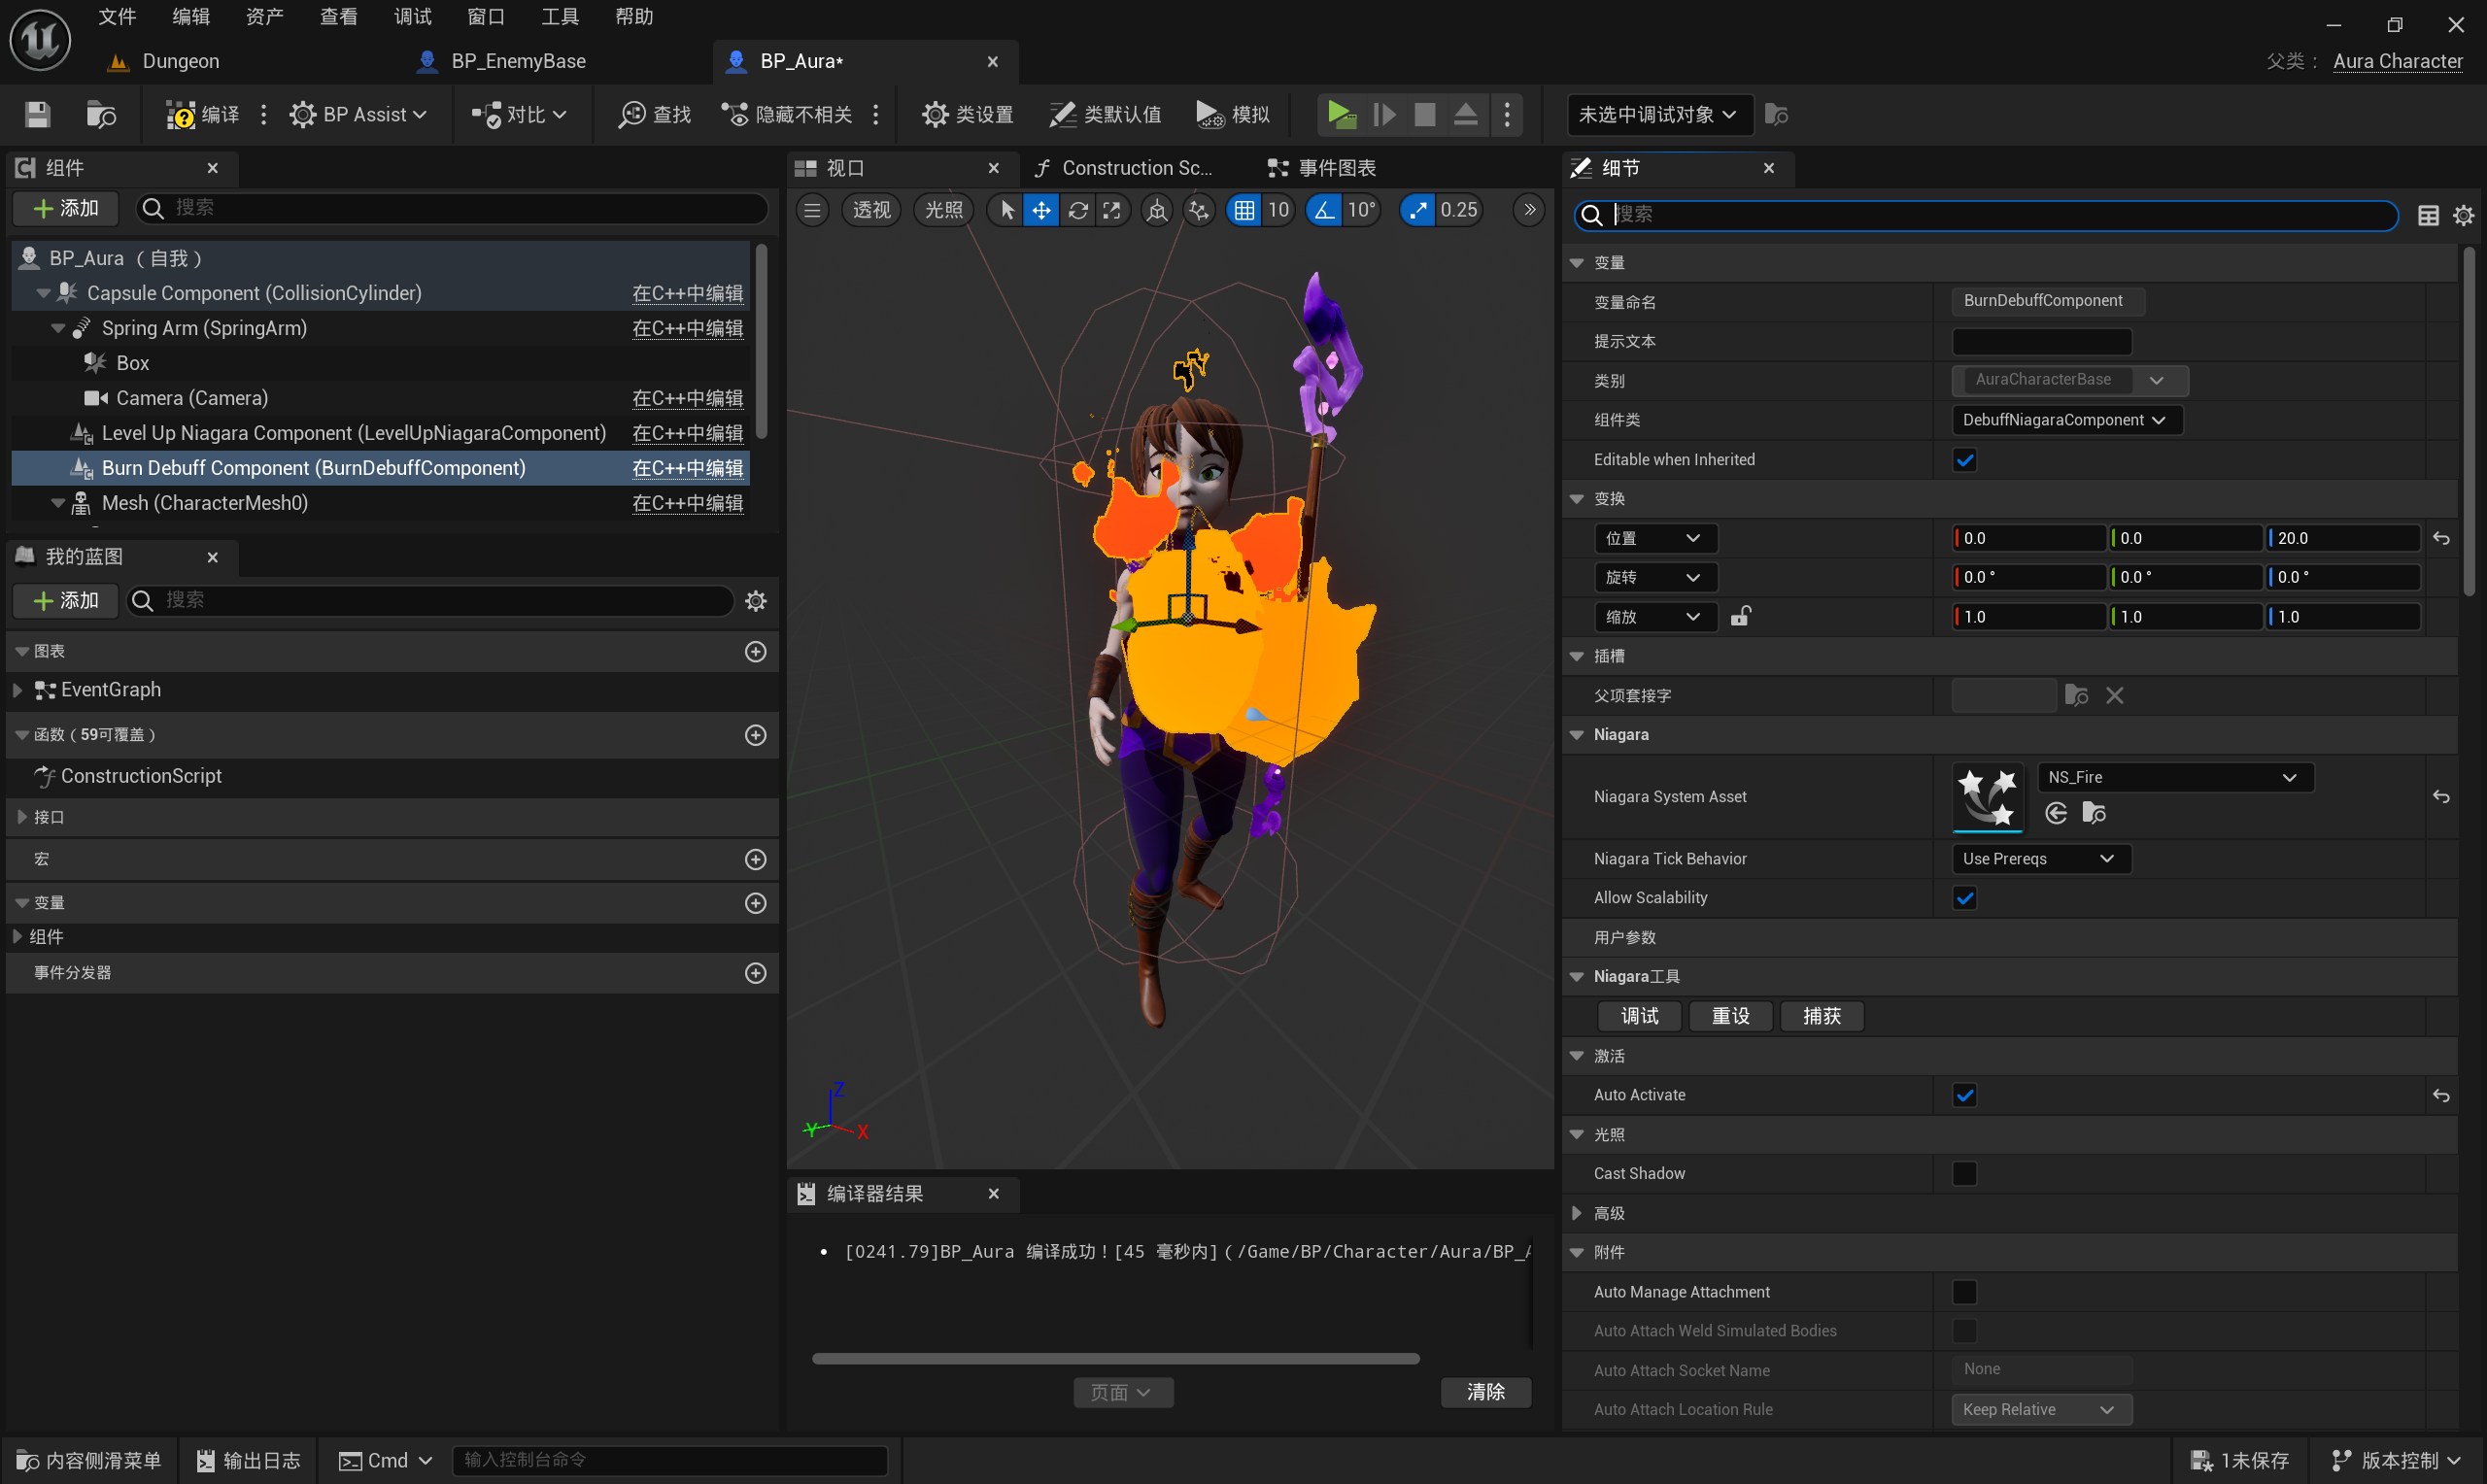 文件 编辑 资产 查看 调试 窗口 工具 帮助
Dungeon BP_EnemyBase BP_Aura* 父类： Aura Character
编译 BP Assist 对比 查找 隐藏不相关 类设置 类默认值 模拟 未选中调试对象
组件
添加 搜索
BP_Aura （自我）
Capsule Component (CollisionCylinder) 在C++中编辑
Spring Arm (SpringArm) 在C++中编辑
Box
Camera (Camera) 在C++中编辑
Level Up Niagara Component (LevelUpNiagaraComponent) 在C++中编辑
Burn Debuff Component (BurnDebuffComponent) 在C++中编辑
Mesh (CharacterMesh0) 在C++中编辑
我的蓝图
添加 搜索
图表
EventGraph
函数（59可覆盖）
ConstructionScript
接口
宏
变量
组件
事件分发器
视口 Construction Sc... 事件图表
透视 光照 10 10° 0.25
Z
Y X
编译器结果
[0241.79]BP_Aura 编译成功！[45 毫秒内]（/Game/BP/Character/Aura/BP_A
页面 清除
细节
搜索
变量
变量命名 BurnDebuffComponent
提示文本
类别 AuraCharacterBase
组件类 DebuffNiagaraComponent
Editable when Inherited
变换
位置 0.0 0.0 20.0
旋转 0.0 ° 0.0 ° 0.0 °
缩放 1.0 1.0 1.0
插槽
父项套接字
Niagara
Niagara System Asset NS_Fire
Niagara Tick Behavior Use Prereqs
Allow Scalability
用户参数
Niagara工具
调试 重设 捕获
激活
Auto Activate
光照
Cast Shadow
高级
附件
Auto Manage Attachment
Auto Attach Weld Simulated Bodies
Auto Attach Socket Name None
Auto Attach Location Rule Keep Relative
内容侧滑菜单 输出日志 Cmd 输入控制台命令 1未保存 版本控制